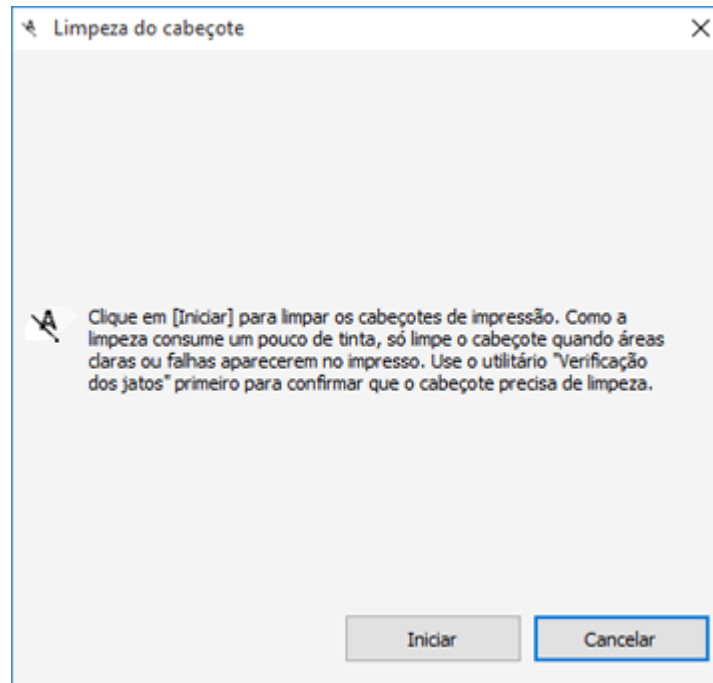 Limpeza do cabeçote
Clique em [Iniciar] para limpar os cabeçotes de impressão. Como a
limpeza consume um pouco de tinta, só limpe o cabeçote quando áreas
claras ou falhas aparecerem no impresso. Use o utilitário "Verificação
dos jatos" primeiro para confirmar que o cabeçote precisa de limpeza.
Iniciar
Cancelar